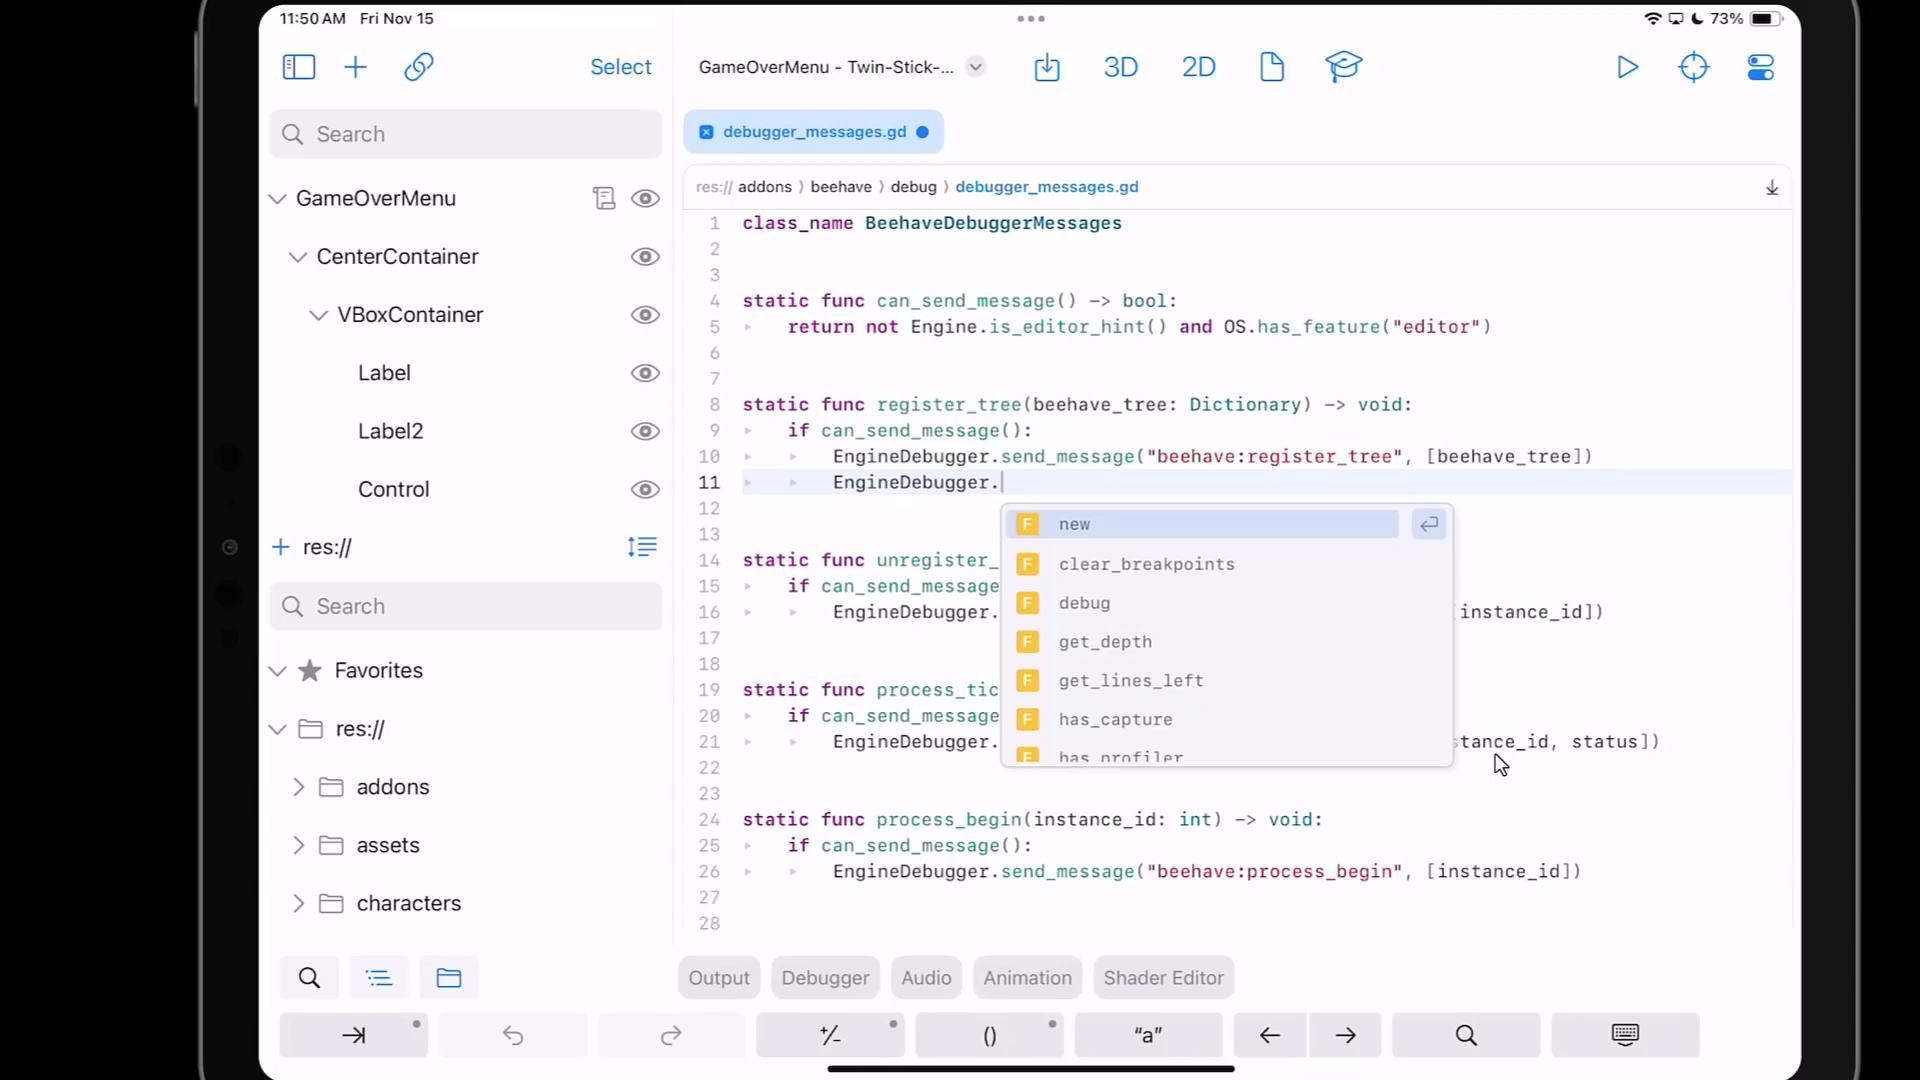 11:50 AM Fri Nov 15
73%
Select
GameOverMenu - Twin-Stick-...
3D
2D
Search
debugger_messages.gd
res:// addons ⟩ beehave ⟩ debug ⟩ debugger_messages.gd
GameOverMenu
CenterContainer
VBoxContainer
Label
Label2
Control
+ res://
Search
Favorites
res://
addons
assets
characters
1 class_name BeehaveDebuggerMessages
2
3
4 static func can_send_message() -> bool:
5 return not Engine.is_editor_hint() and OS.has_feature("editor")
6
7
8 static func register_tree(beehave_tree: Dictionary) -> void:
9 if can_send_message():
10 EngineDebugger.send_message("beehave:register_tree", [beehave_tree])
11 EngineDebugger.
12
13
14 static func unregister_
15 if can_send_message
16 EngineDebugger. instance_id])
17
18
19 static func process_tic
20 if can_send_message
21 EngineDebugger. stance_id, status])
22
23
24 static func process_begin(instance_id: int) -> void:
25 if can_send_message():
26 EngineDebugger.send_message("beehave:process_begin", [instance_id])
27
28
F new
F clear_breakpoints
F debug
F get_depth
F get_lines_left
F has_capture
F has_profiler
Output Debugger Audio Animation Shader Editor
+/- () "a"